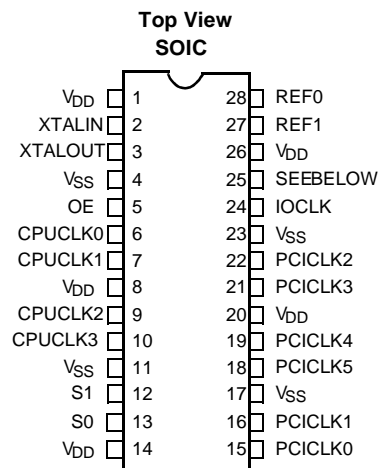 Top View
SOIC
VDD 1 28 REF0
XTALIN 2 27 REF1
XTALOUT 3 26 VDD
VSS 4 25 SEEBELOW
OE 5 24 IOCLK
CPUCLK0 6 23 VSS
CPUCLK1 7 22 PCICLK2
VDD 8 21 PCICLK3
CPUCLK2 9 20 VDD
CPUCLK3 10 19 PCICLK4
VSS 11 18 PCICLK5
S1 12 17 VSS
S0 13 16 PCICLK1
VDD 14 15 PCICLK0